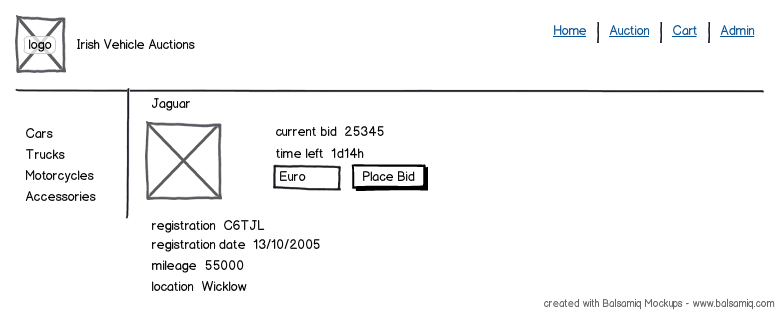 logo
Irish Vehicle Auctions
Home
Auction
Cart
Admin
Cars
Trucks
Motorcycles
Accessories
Jaguar
current bid 25345
time left 1d14h
Euro
Place Bid
registration C6TJL
registration date 13/10/2005
mileage 55000
location Wicklow
created with Balsamiq Mockups - www.balsamiq.com